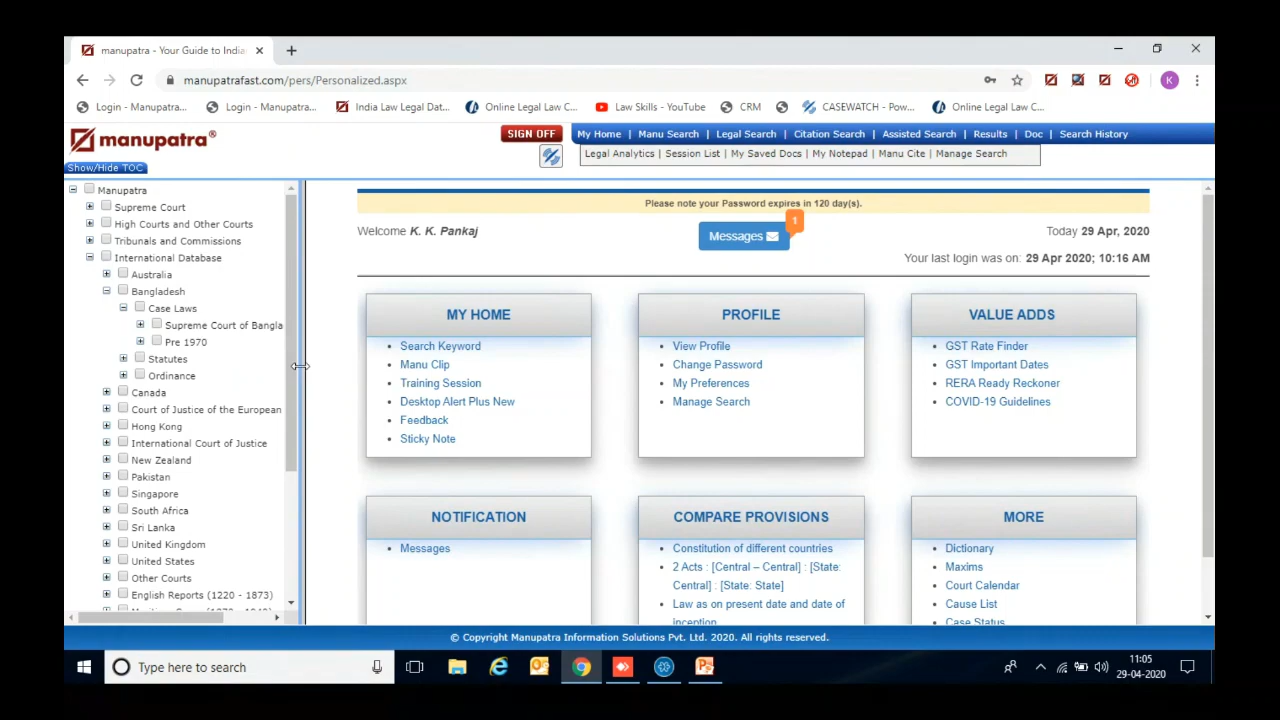 manupatra - Your Guide to India
manupatrafast.com/pers/Personalized.aspx
K
Login - Manupatra...
Login - Manupatra...
India Law Legal Dat...
Online Legal Law C...
Law Skills - YouTube
CRM
CASEWATCH - Pow...
Online Legal Law C...
manupatra®
SIGN OFF
My Home | Manu Search | Legal Search | Citation Search | Assisted Search | Results | Doc | Search History
Legal Analytics | Session List | My Saved Docs | My Notepad | Manu Cite | Manage Search
Show/Hide TOC
Manupatra
Supreme Court
High Courts and Other Courts
Tribunals and Commissions
International Database
Australia
Bangladesh
Case Laws
Supreme Court of Bangla
Pre 1970
Statutes
Ordinance
Canada
Court of Justice of the European
Hong Kong
International Court of Justice
New Zealand
Pakistan
Singapore
South Africa
Sri Lanka
United Kingdom
United States
Other Courts
English Reports (1220 - 1873)
Please note your Password expires in 120 day(s).
Welcome K. K. Pankaj
Messages
1
Today 29 Apr, 2020
Your last login was on: 29 Apr 2020; 10:16 AM
MY HOME
Search Keyword
Manu Clip
Training Session
Desktop Alert Plus New
Feedback
Sticky Note
PROFILE
View Profile
Change Password
My Preferences
Manage Search
VALUE ADDS
GST Rate Finder
GST Important Dates
RERA Ready Reckoner
COVID-19 Guidelines
NOTIFICATION
Messages
COMPARE PROVISIONS
Constitution of different countries
2 Acts : [Central – Central] : [State:
Central] : [State: State]
Law as on present date and date of
inception
MORE
Dictionary
Maxims
Court Calendar
Cause List
Case Status
© Copyright Manupatra Information Solutions Pvt. Ltd. 2020. All rights reserved.
Type here to search
11:05
29-04-2020